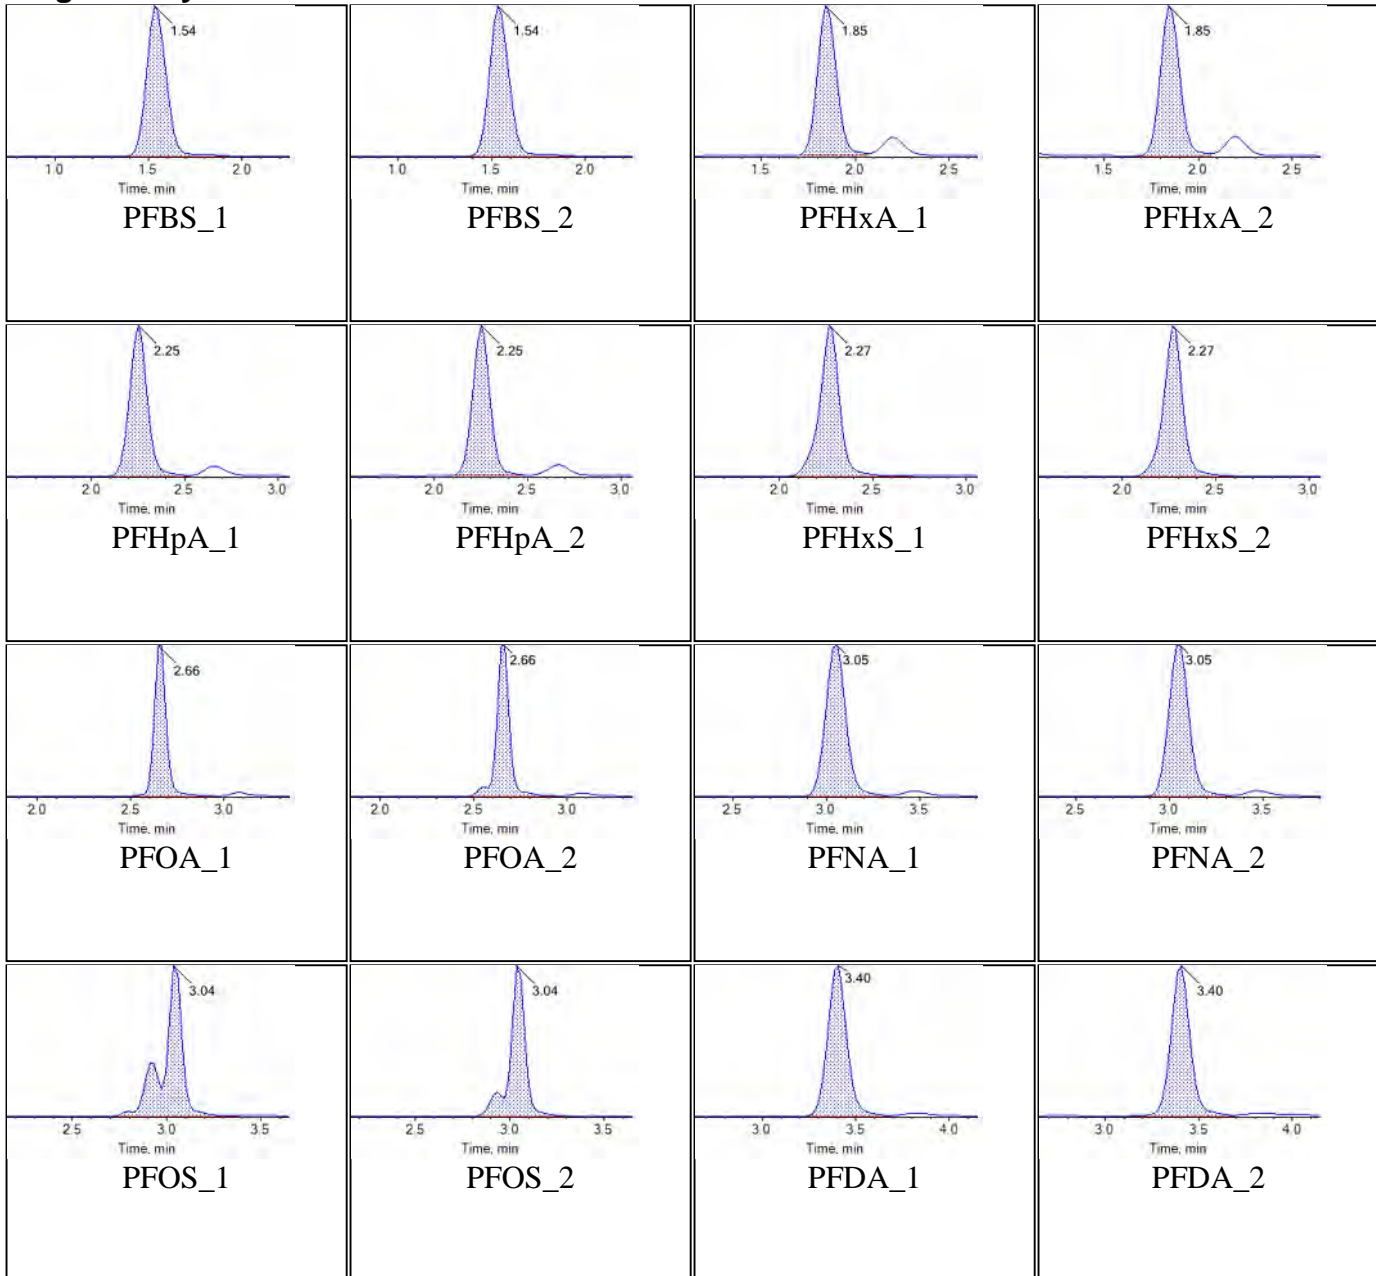 1.54 1.54 1.85 1.85
1.0 1.5 2.0 1.0 1.5 2.0 1.5 2.0 2.5 1.5 2.0 2.5
Time, min Time, min Time, min Time, min
PFBS_1 PFBS_2 PFHxA_1 PFHxA_2
2.25 2.25 2.27 2.27
2.0 2.5 3.0 2.0 2.5 3.0 2.0 2.5 3.0 2.0 2.5 3.0
Time, min Time, min Time, min Time, min
PFHpA_1 PFHpA_2 PFHxS_1 PFHxS_2
2.66 2.66 3.05 3.05
2.0 2.5 3.0 2.0 2.5 3.0 2.5 3.0 3.5 2.5 3.0 3.5
Time, min Time, min Time, min Time, min
PFOA_1 PFOA_2 PFNA_1 PFNA_2
3.04 3.04 3.40 3.40
2.5 3.0 3.5 2.5 3.0 3.5 3.0 3.5 4.0 3.0 3.5 4.0
Time, min Time, min Time, min Time, min
PFOS_1 PFOS_2 PFDA_1 PFDA_2